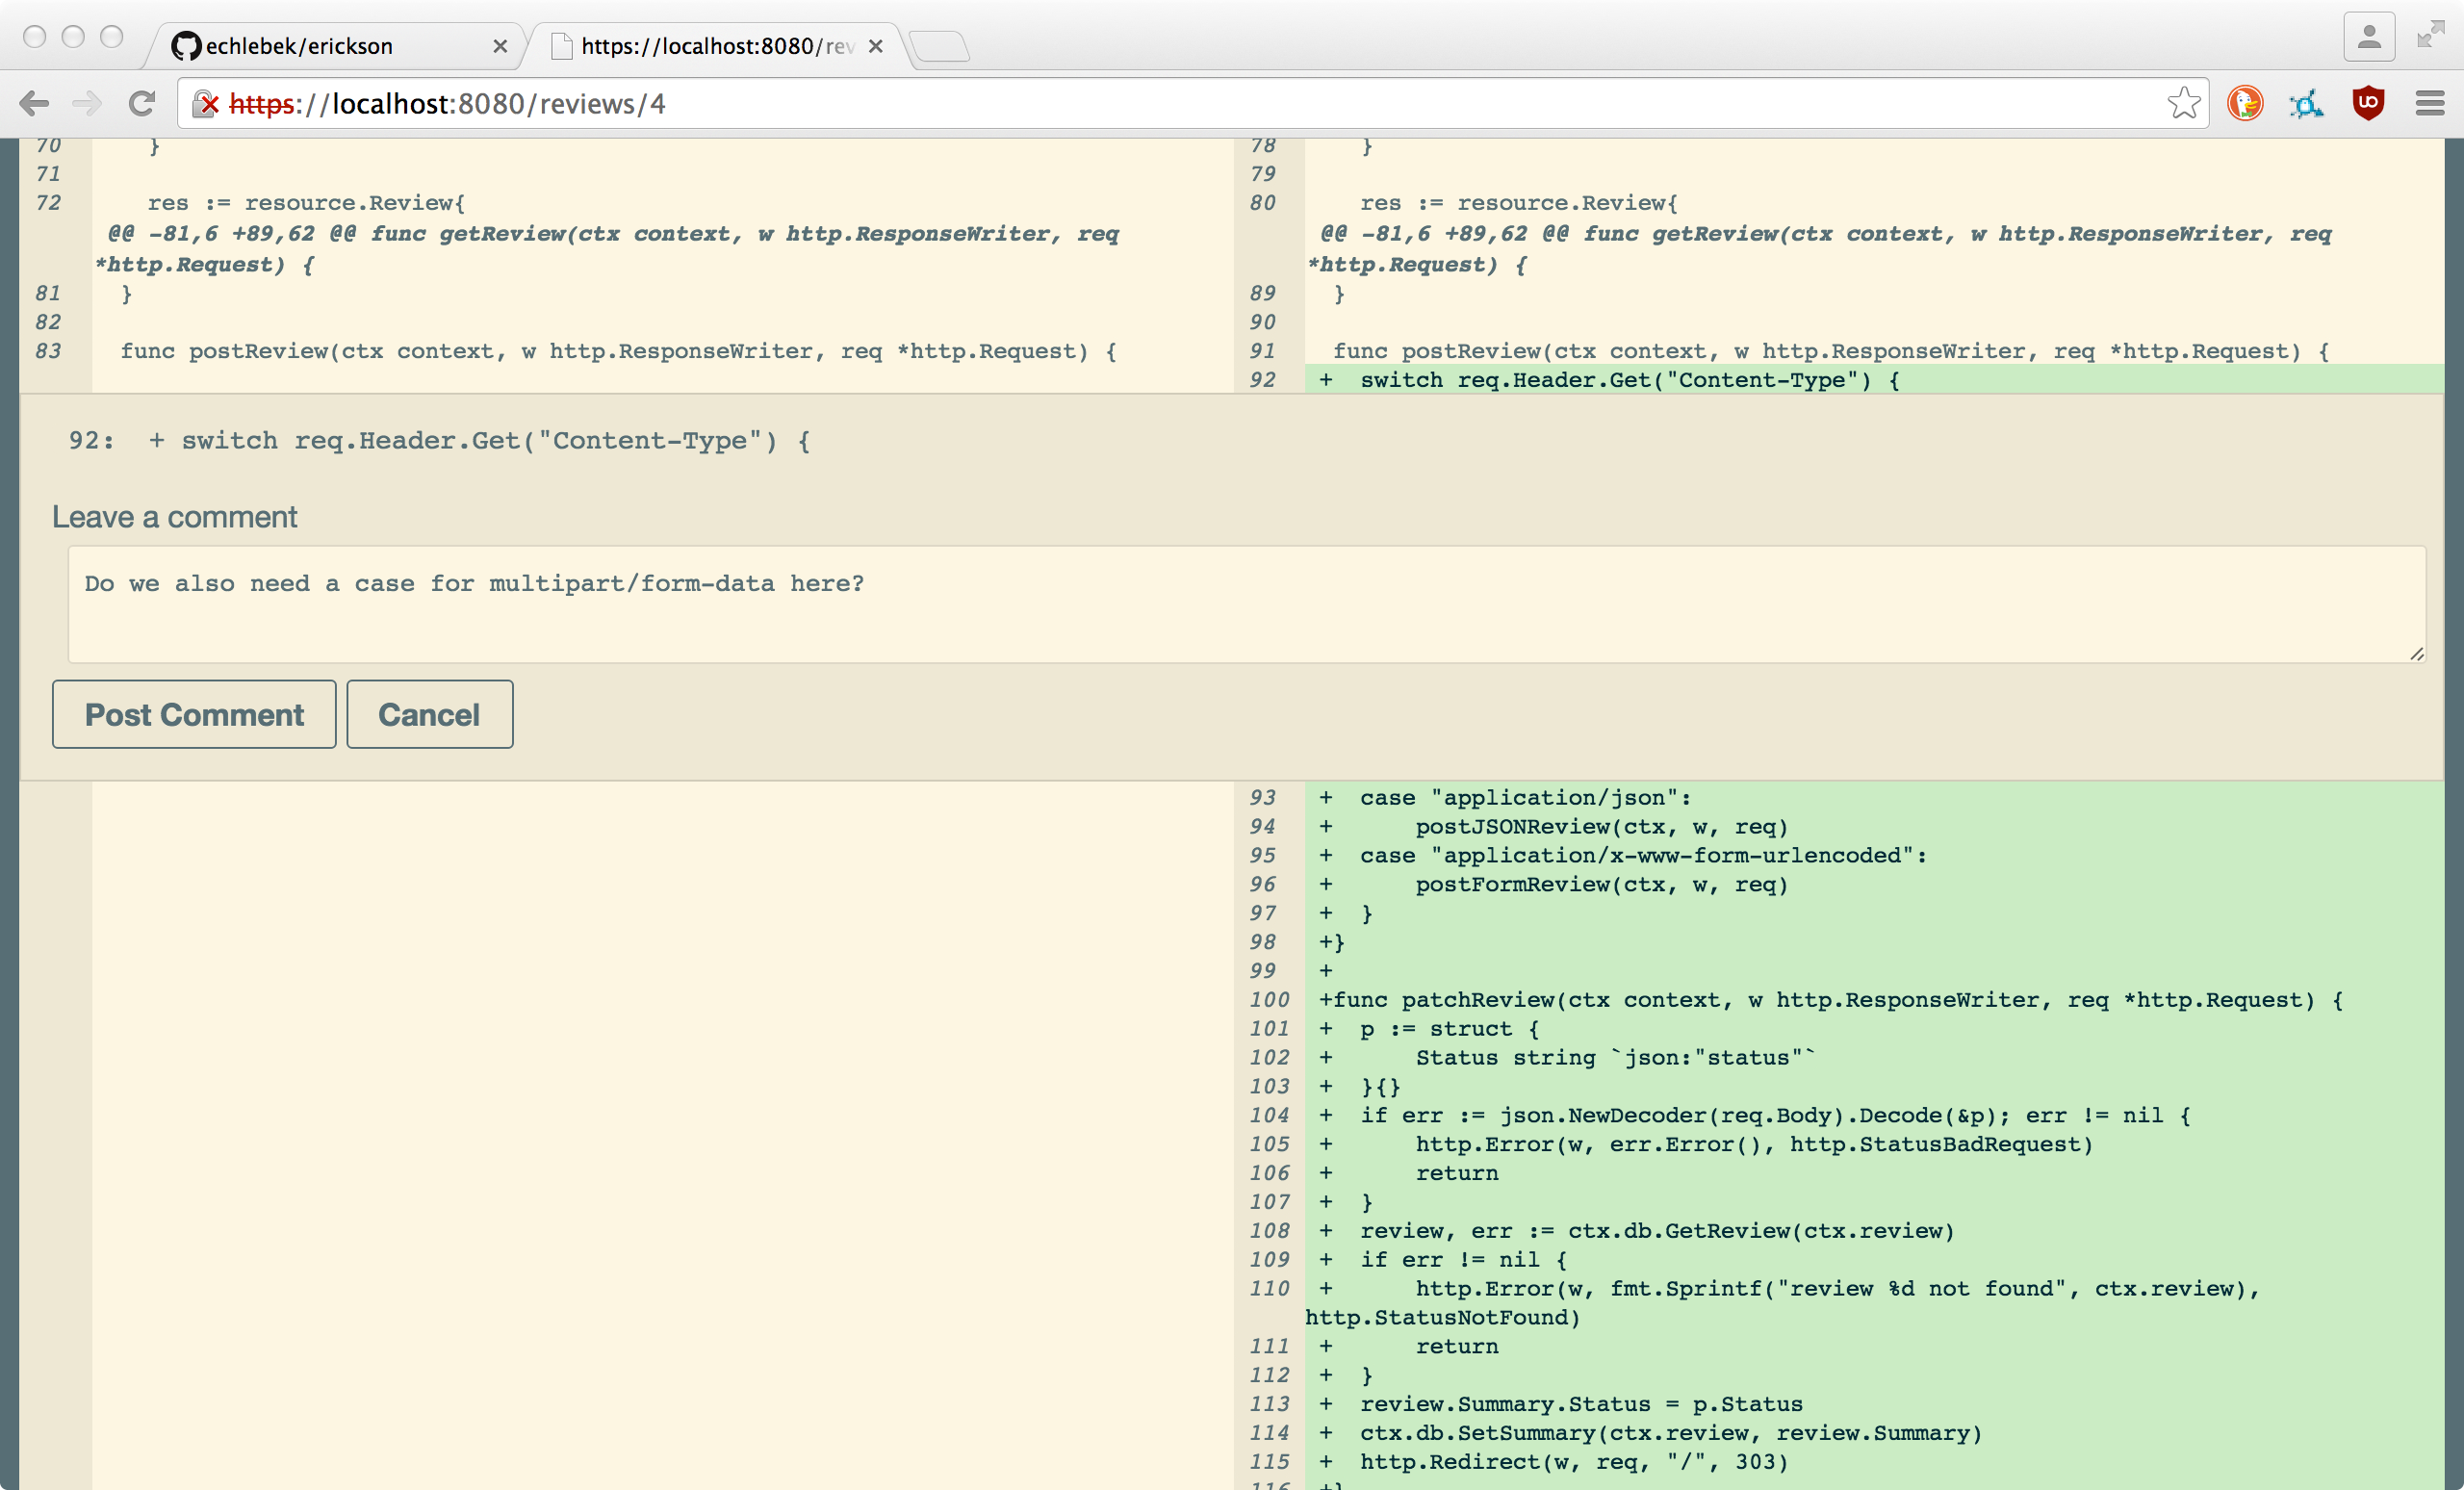 echlebek/erickson
https://localhost:8080/rev
https://localhost:8080/reviews/4
70 }
71
72 res := resource.Review{
@@ -81,6 +89,62 @@ func getReview(ctx context, w http.ResponseWriter, req
*http.Request) {
81 }
82
83 func postReview(ctx context, w http.ResponseWriter, req *http.Request) {
78 }
79
80 res := resource.Review{
@@ -81,6 +89,62 @@ func getReview(ctx context, w http.ResponseWriter, req
*http.Request) {
89 }
90
91 func postReview(ctx context, w http.ResponseWriter, req *http.Request) {
92 + switch req.Header.Get("Content-Type") {
92: + switch req.Header.Get("Content-Type") {
Leave a comment
Do we also need a case for multipart/form-data here?
Post Comment
Cancel
93 + case "application/json":
94 + postJSONReview(ctx, w, req)
95 + case "application/x-www-form-urlencoded":
96 + postFormReview(ctx, w, req)
97 + }
98 +}
99 +
100 +func patchReview(ctx context, w http.ResponseWriter, req *http.Request) {
101 + p := struct {
102 + Status string `json:"status"`
103 + }{}
104 + if err := json.NewDecoder(req.Body).Decode(&p); err != nil {
105 + http.Error(w, err.Error(), http.StatusBadRequest)
106 + return
107 + }
108 + review, err := ctx.db.GetReview(ctx.review)
109 + if err != nil {
110 + http.Error(w, fmt.Sprintf("review %d not found", ctx.review),
http.StatusNotFound)
111 + return
112 + }
113 + review.Summary.Status = p.Status
114 + ctx.db.SetSummary(ctx.review, review.Summary)
115 + http.Redirect(w, req, "/", 303)
116 +}